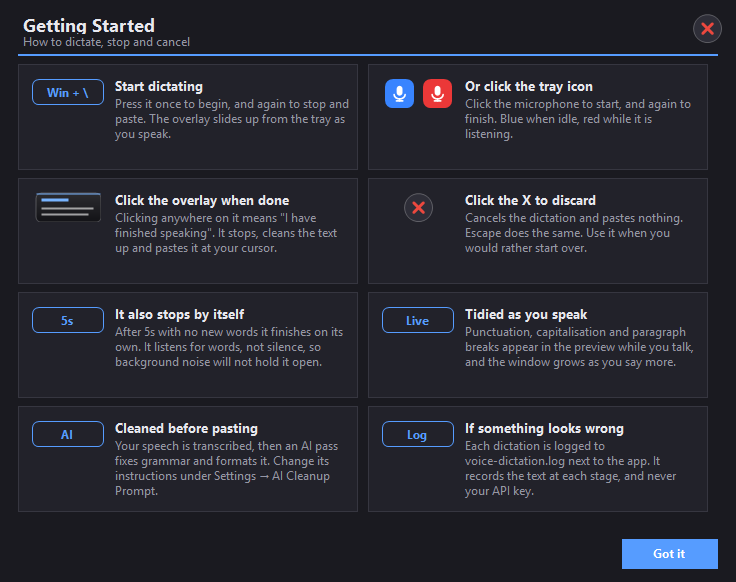 Getting Started
How to dictate, stop and cancel
Win + \
Start dictating
Press it once to begin, and again to stop and
paste. The overlay slides up from the tray as
you speak.
Or click the tray icon
Click the microphone to start, and again to
finish. Blue when idle, red while it is
listening.
Click the overlay when done
Clicking anywhere on it means "I have
finished speaking". It stops, cleans the text
up and pastes it at your cursor.
Click the X to discard
Cancels the dictation and pastes nothing.
Escape does the same. Use it when you
would rather start over.
5s
It also stops by itself
After 5s with no new words it finishes on its
own. It listens for words, not silence, so
background noise will not hold it open.
Live
Tidied as you speak
Punctuation, capitalisation and paragraph
breaks appear in the preview while you talk,
and the window grows as you say more.
AI
Cleaned before pasting
Your speech is transcribed, then an AI pass
fixes grammar and formats it. Change its
instructions under Settings → AI Cleanup
Prompt.
Log
If something looks wrong
Each dictation is logged to
voice-dictation.log next to the app. It
records the text at each stage, and never
your API key.
Got it